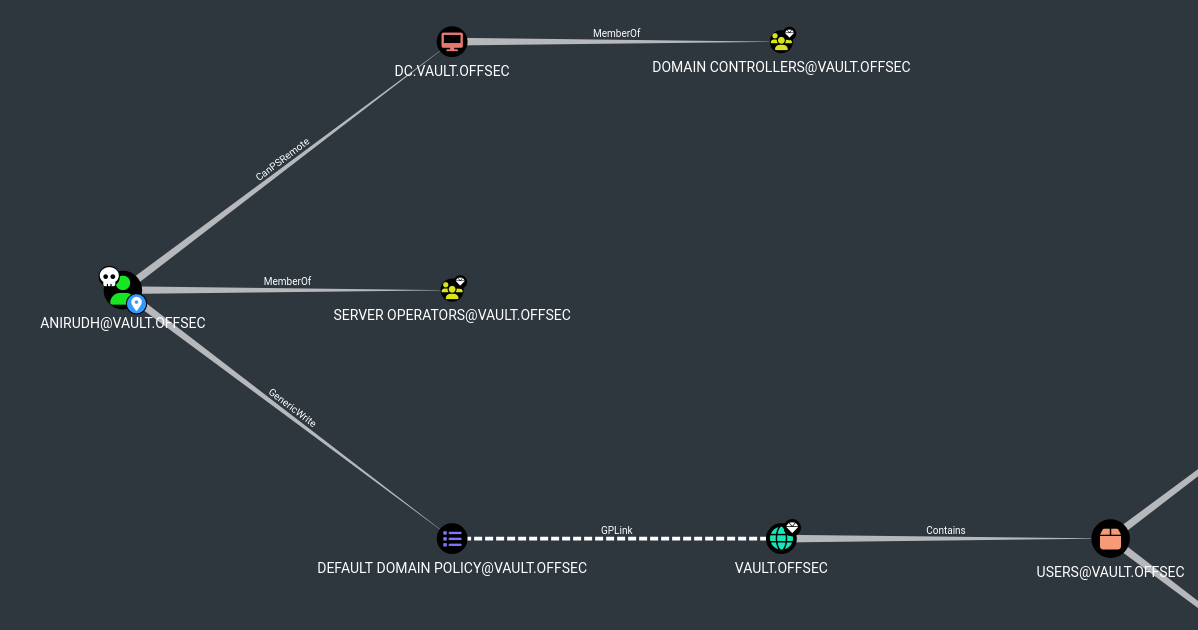 MemberOf
DC.VAULT.OFFSEC
DOMAIN CONTROLLERS@VAULT.OFFSEC
CanPSRemote
MemberOf
ANIRUDH@VAULT.OFFSEC
SERVER OPERATORS@VAULT.OFFSEC
GenericWrite
GPLink
Contains
DEFAULT DOMAIN POLICY@VAULT.OFFSEC
VAULT.OFFSEC
USERS@VAULT.OFFSEC